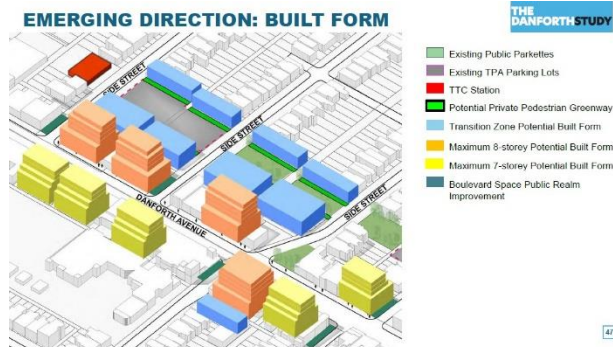 EMERGING DIRECTION: BUILT FORM
THE
DANFORTHSTUDY
SIDE STREET
SIDE STREET
SIDE STREET
DANFORTH AVENUE
Existing Public Parkettes
Existing TPA Parking Lots
TTC Station
Potential Private Pedestrian Greenway
Transition Zone Potential Built Form
Maximum 8-storey Potential Built Form
Maximum 7-storey Potential Built Form
Boulevard Space Public Realm
Improvement